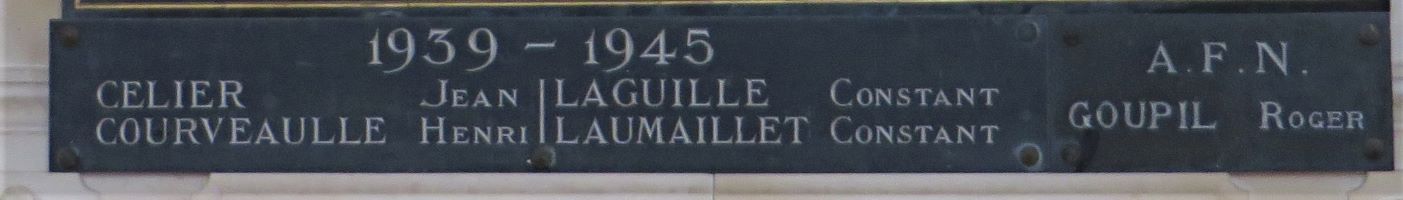 1939 - 1945
CELIER JEAN LAGUILLE CONSTANT
COURVEAULLE HENRI LAUMAILLET CONSTANT
A.F.N.
GOUPIL ROGER